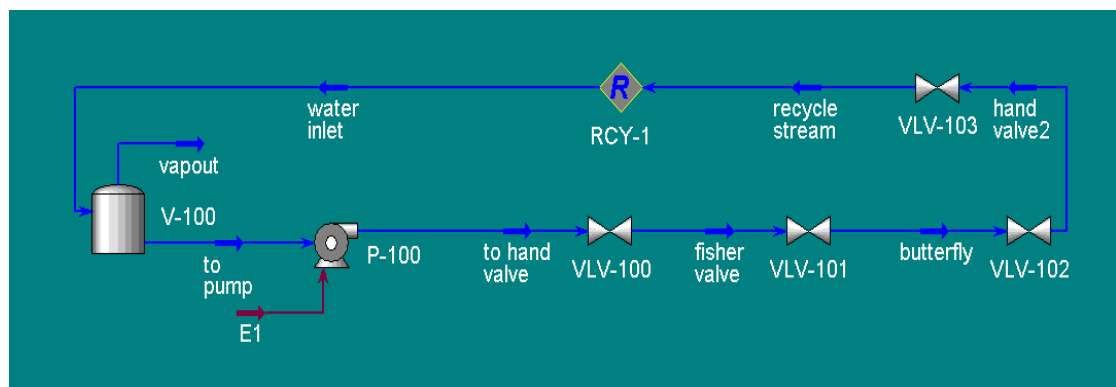 water
inlet
R
RCY-1
recycle
stream
VLV-103
hand
valve2
vapout
V-100
to
pump
E1
P-100
to hand
valve
VLV-100
fisher
valve
VLV-101
butterfly
VLV-102